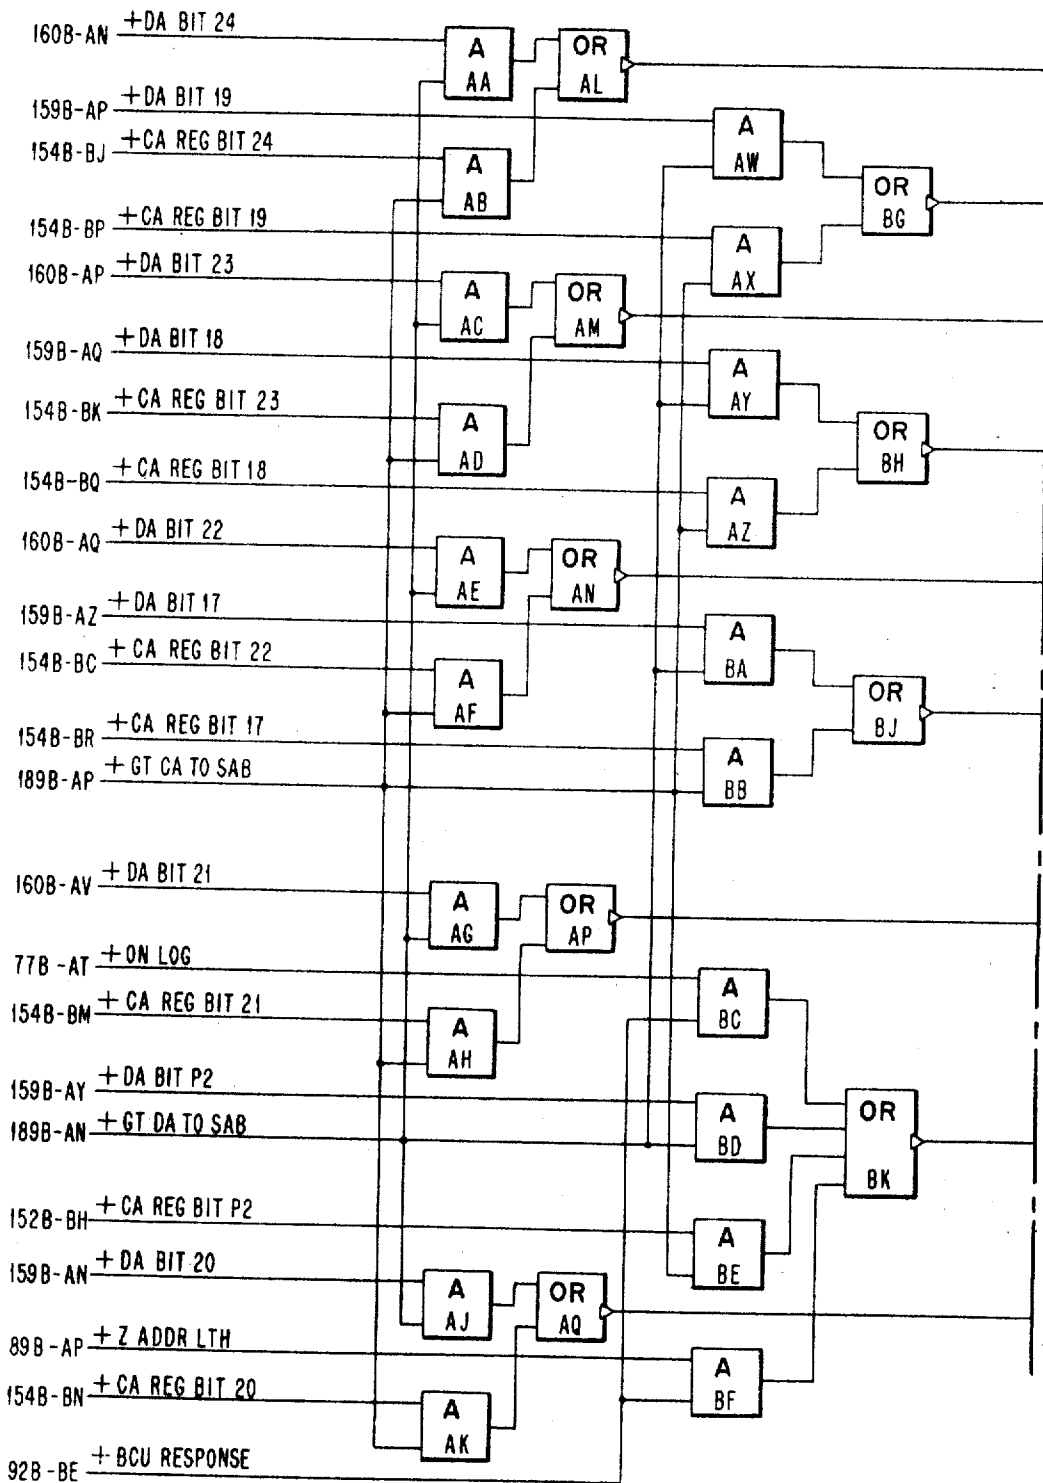 160B-AN +DA BIT 24
A
AA
OR
AL
159B-AP +DA BIT 19
A
AW
154B-BJ +CA REG BIT 24
A
AB
OR
BG
154B-BP +CA REG BIT 19
A
AX
160B-AP +DA BIT 23
A
AC
OR
AM
159B-AQ +DA BIT 18
A
AY
154B-BK +CA REG BIT 23
A
AD
OR
BH
154B-BQ +CA REG BIT 18
A
AZ
160B-AQ +DA BIT 22
A
AE
OR
AN
159B-AZ +DA BIT 17
A
BA
154B-BC +CA REG BIT 22
A
AF
OR
BJ
154B-BR +CA REG BIT 17
A
BB
189B-AP +GT CA TO SAB
160B-AV +DA BIT 21
A
AG
OR
AP
77B-AT +ON LOG
A
BC
154B-BM +CA REG BIT 21
A
AH
159B-AY +DA BIT P2
A
BD
OR
BK
189B-AN +GT DA TO SAB
152B-BH +CA REG BIT P2
A
BE
159B-AN +DA BIT 20
A
AJ
OR
AQ
89B-AP +Z ADDR LTH
A
BF
154B-BN +CA REG BIT 20
A
AK
92B-BE +BCU RESPONSE